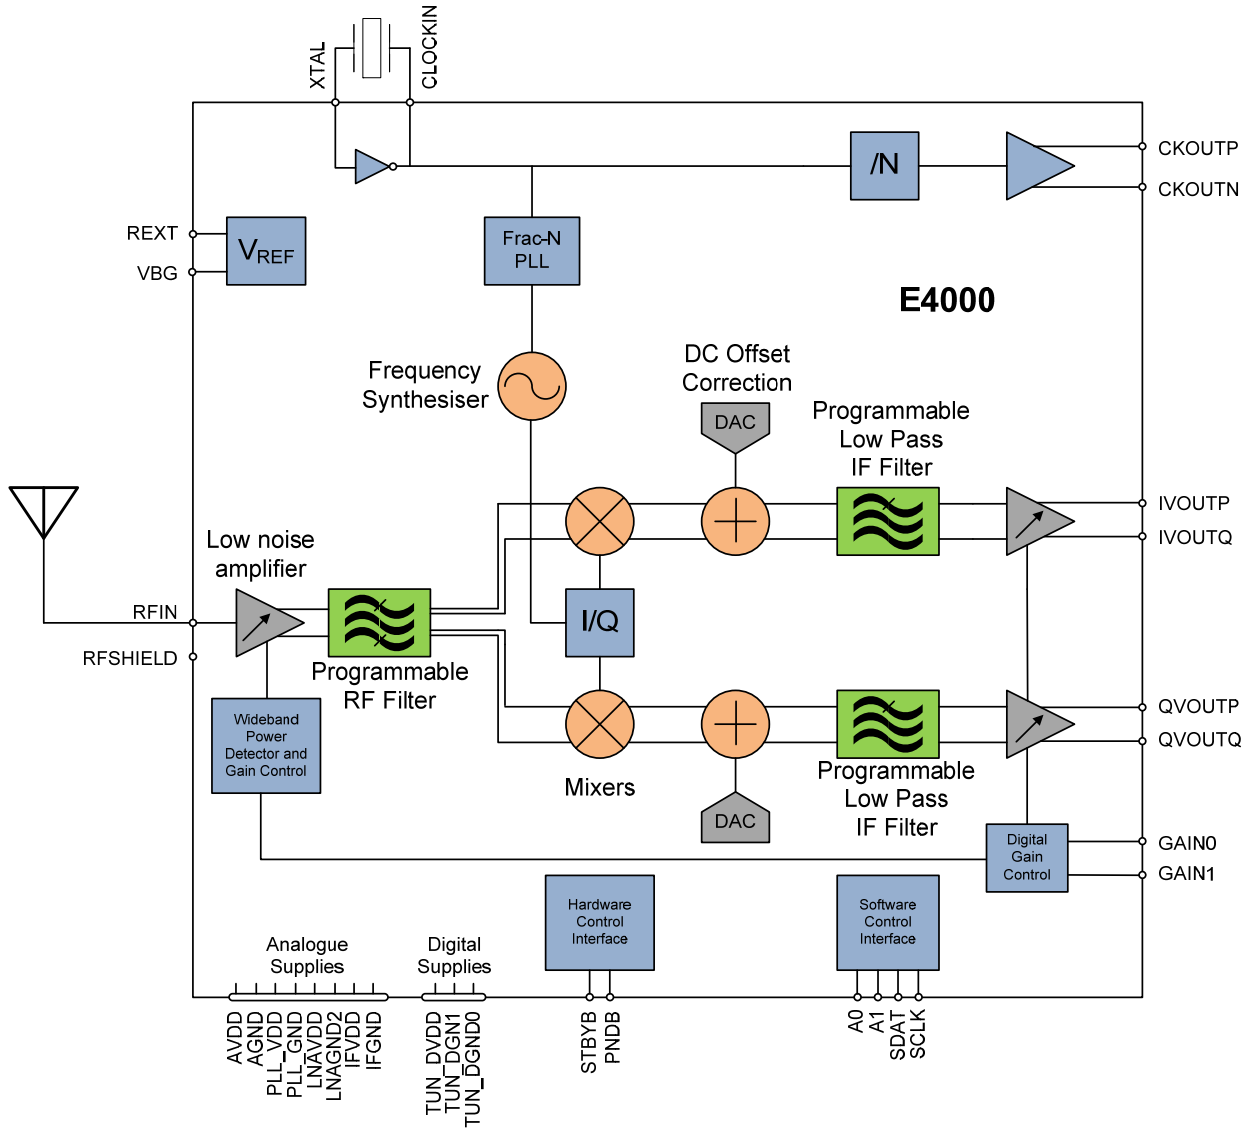 XTAL
CLOCKIN
/N
CKOUTP
CKOUTN
REXT
VBG
VREF
Frac-N
PLL
E4000
Frequency
Synthesiser
DC Offset
Correction
DAC
Programmable
Low Pass
IF Filter
IVOUTP
IVOUTQ
Low noise
amplifier
RFIN
RFSHIELD
I/Q
Programmable
RF Filter
Wideband
Power
Detector and
Gain Control
Mixers
DAC
Programmable
Low Pass
IF Filter
QVOUTP
QVOUTQ
Digital
Gain
Control
GAIN0
GAIN1
Hardware
Control
Interface
Software
Control
Interface
Analogue
Supplies
Digital
Supplies
AVDD
AGND
PLL_VDD
PLL_GND
LNAVDD
LNAGND2
IFVDD
IFGND
TUN_DVDD
TUN_DGN1
TUN_DGND0
STBYB
PNDB
A0
A1
SDAT
SCLK